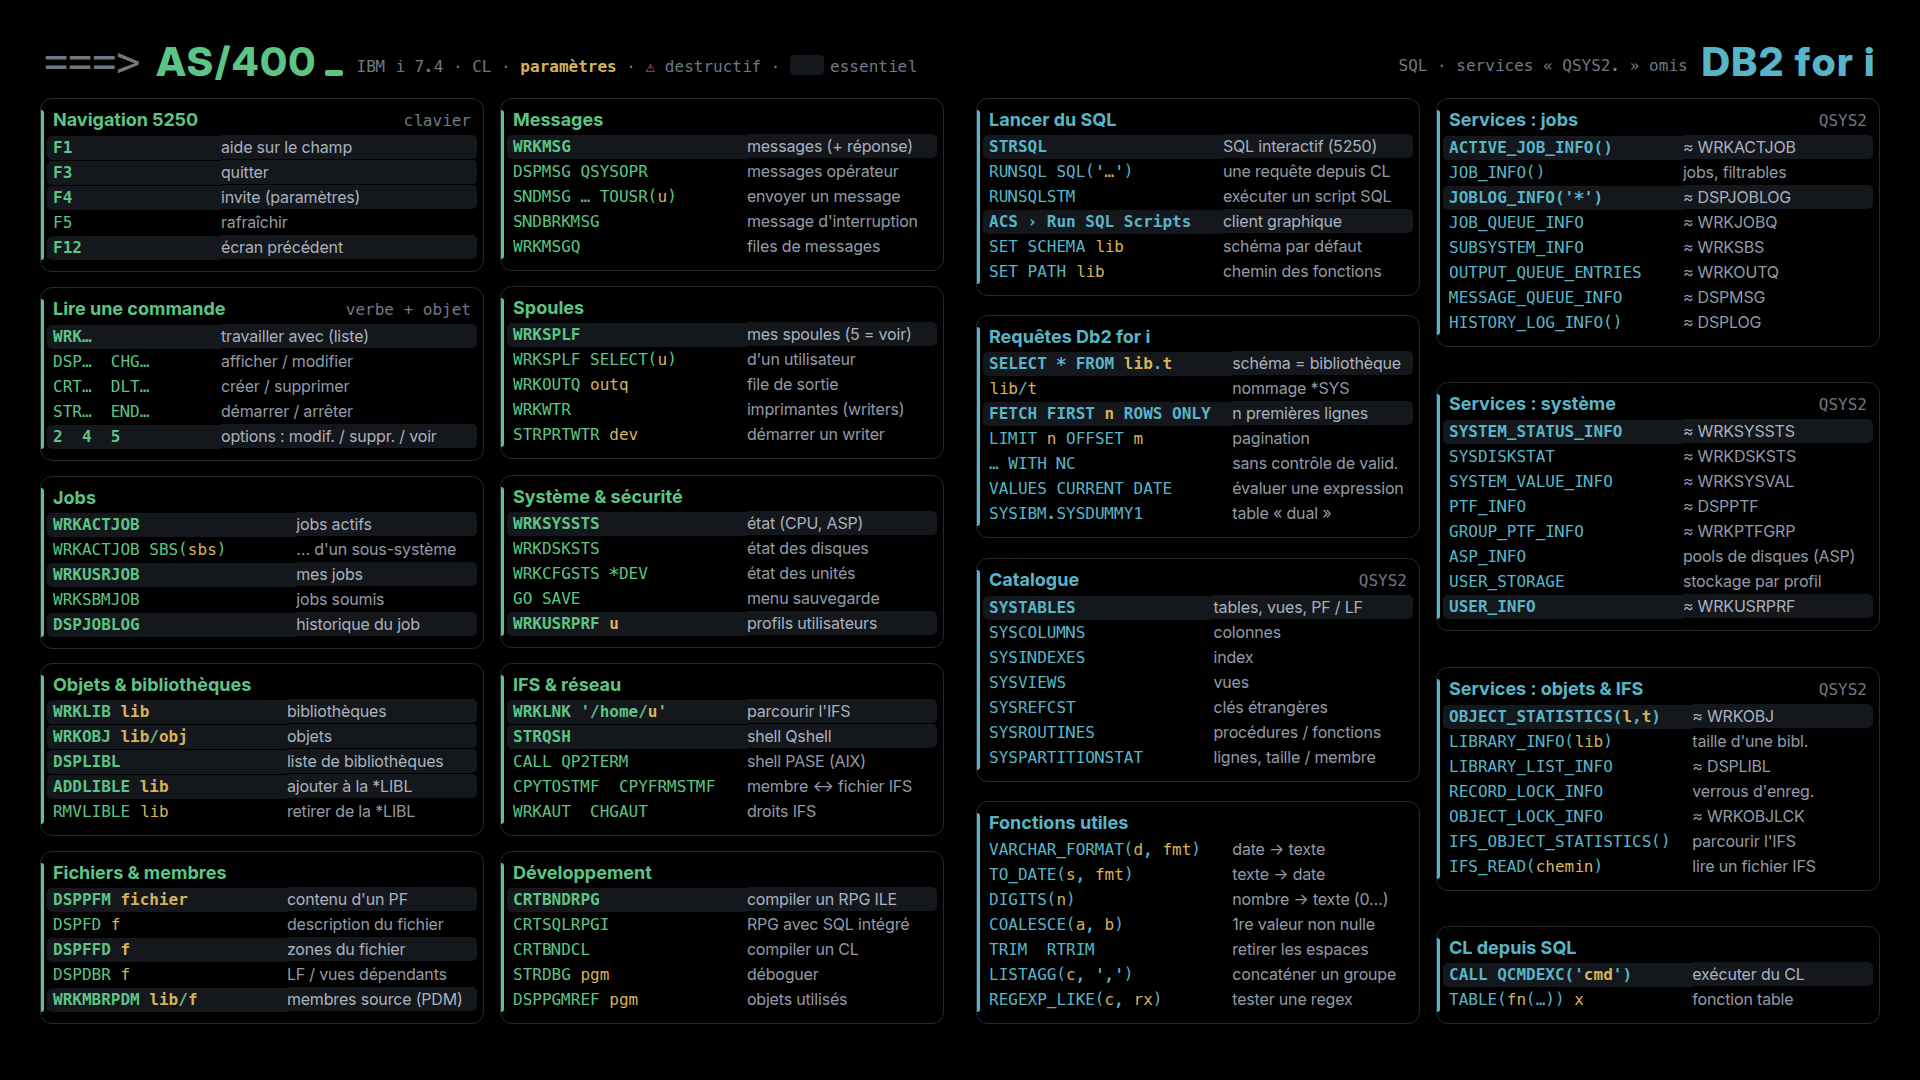 ===> AS/400 _ IBM i 7.4 · CL · paramètres · ⚠ destructif · essentiel
SQL · services « QSYS2. » omis DB2 for i
Navigation 5250 clavier
F1 aide sur le champ
F3 quitter
F4 invite (paramètres)
F5 rafraîchir
F12 écran précédent
Lire une commande verbe + objet
WRK… travailler avec (liste)
DSP… CHG… afficher / modifier
CRT… DLT… créer / supprimer
STR… END… démarrer / arrêter
2 4 5 options : modif. / suppr. / voir
Jobs
WRKACTJOB jobs actifs
WRKACTJOB SBS(sbs) … d'un sous-système
WRKUSRJOB mes jobs
WRKSBMJOB jobs soumis
DSPJOBLOG historique du job
Objets & bibliothèques
WRKLIB lib bibliothèques
WRKOBJ lib/obj objets
DSPLIBL liste de bibliothèques
ADDLIBLE lib ajouter à la *LIBL
RMVLIBLE lib retirer de la *LIBL
Fichiers & membres
DSPPFM fichier contenu d'un PF
DSPFD f description du fichier
DSPFFD f zones du fichier
DSPDBR f LF / vues dépendants
WRKMBRPDM lib/f membres source (PDM)
Messages
WRKMSG messages (+ réponse)
DSPMSG QSYSOPR messages opérateur
SNDMSG … TOUSR(u) envoyer un message
SNDBRKMSG message d'interruption
WRKMSGQ files de messages
Spoules
WRKSPLF mes spoules (5 = voir)
WRKSPLF SELECT(u) d'un utilisateur
WRKOUTQ outq file de sortie
WRKWTR imprimantes (writers)
STRPRTWTR dev démarrer un writer
Système & sécurité
WRKSYSSTS état (CPU, ASP)
WRKDSKSTS état des disques
WRKCFGSTS *DEV état des unités
GO SAVE menu sauvegarde
WRKUSRPRF u profils utilisateurs
IFS & réseau
WRKLNK '/home/u' parcourir l'IFS
STRQSH shell Qshell
CALL QP2TERM shell PASE (AIX)
CPYTOSTMF CPYFRMSTMF membre ↔ fichier IFS
WRKAUT CHGAUT droits IFS
Développement
CRTBNDRPG compiler un RPG ILE
CRTSQLRPGI RPG avec SQL intégré
CRTBNDCL compiler un CL
STRDBG pgm déboguer
DSPPGMREF pgm objets utilisés
Lancer du SQL
STRSQL SQL interactif (5250)
RUNSQL SQL('…') une requête depuis CL
RUNSQLSTM exécuter un script SQL
ACS › Run SQL Scripts client graphique
SET SCHEMA lib schéma par défaut
SET PATH lib chemin des fonctions
Requêtes Db2 for i
SELECT * FROM lib.t schéma = bibliothèque
lib/t nommage *SYS
FETCH FIRST n ROWS ONLY n premières lignes
LIMIT n OFFSET m pagination
… WITH NC sans contrôle de valid.
VALUES CURRENT DATE évaluer une expression
SYSIBM.SYSDUMMY1 table « dual »
Catalogue QSYS2
SYSTABLES tables, vues, PF / LF
SYSCOLUMNS colonnes
SYSINDEXES index
SYSVIEWS vues
SYSREFCST clés étrangères
SYSROUTINES procédures / fonctions
SYSPARTITIONSTAT lignes, taille / membre
Fonctions utiles
VARCHAR_FORMAT(d, fmt) date → texte
TO_DATE(s, fmt) texte → date
DIGITS(n) nombre → texte (0…)
COALESCE(a, b) 1re valeur non nulle
TRIM RTRIM retirer les espaces
LISTAGG(c, ',') concaténer un groupe
REGEXP_LIKE(c, rx) tester une regex
Services : jobs QSYS2
ACTIVE_JOB_INFO() ≈ WRKACTJOB
JOB_INFO() jobs, filtrables
JOBLOG_INFO('*') ≈ DSPJOBLOG
JOB_QUEUE_INFO ≈ WRKJOBQ
SUBSYSTEM_INFO ≈ WRKSBS
OUTPUT_QUEUE_ENTRIES ≈ WRKOUTQ
MESSAGE_QUEUE_INFO ≈ DSPMSG
HISTORY_LOG_INFO() ≈ DSPLOG
Services : système QSYS2
SYSTEM_STATUS_INFO ≈ WRKSYSSTS
SYSDISKSTAT ≈ WRKDSKSTS
SYSTEM_VALUE_INFO ≈ WRKSYSVAL
PTF_INFO ≈ DSPPTF
GROUP_PTF_INFO ≈ WRKPTFGRP
ASP_INFO pools de disques (ASP)
USER_STORAGE stockage par profil
USER_INFO ≈ WRKUSRPRF
Services : objets & IFS QSYS2
OBJECT_STATISTICS(l,t) ≈ WRKOBJ
LIBRARY_INFO(lib) taille d'une bibl.
LIBRARY_LIST_INFO ≈ DSPLIBL
RECORD_LOCK_INFO verrous d'enreg.
OBJECT_LOCK_INFO ≈ WRKOBJLCK
IFS_OBJECT_STATISTICS() parcourir l'IFS
IFS_READ(chemin) lire un fichier IFS
CL depuis SQL
CALL QCMDEXC('cmd') exécuter du CL
TABLE(fn(…)) x fonction table